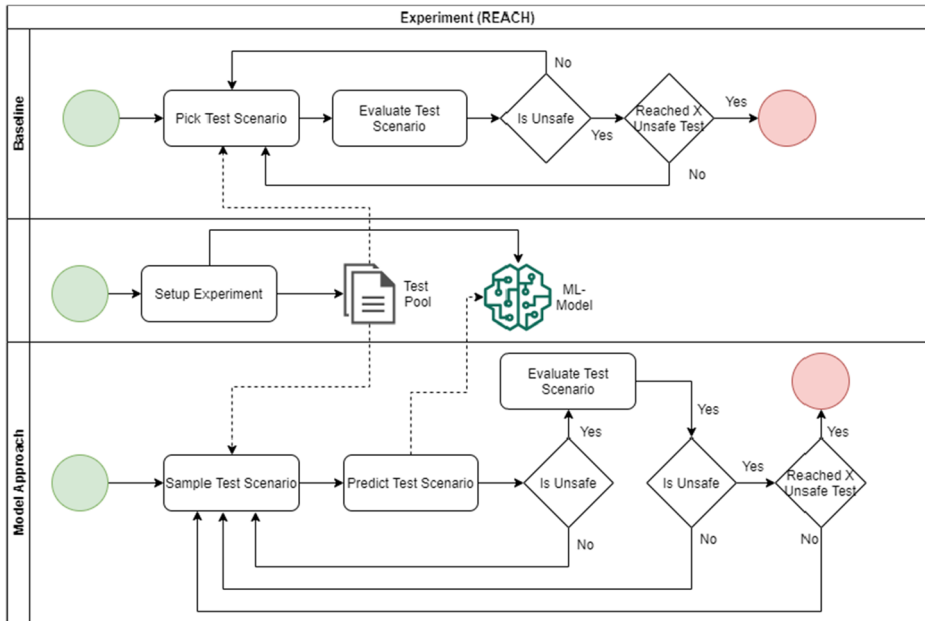 Experiment (REACH)
Baseline
No
Pick Test Scenario
Evaluate Test
Scenario
Is Unsafe
Yes
Reached X
Unsafe Test
Yes
No
Setup Experiment
Test
Pool
ML-
Model
Model Approach
Evaluate Test
Scenario
Yes
Yes
Yes
Sample Test Scenario
Predict Test Scenario
Is Unsafe
Is Unsafe
Yes
Reached X
Unsafe Test
No
No
No